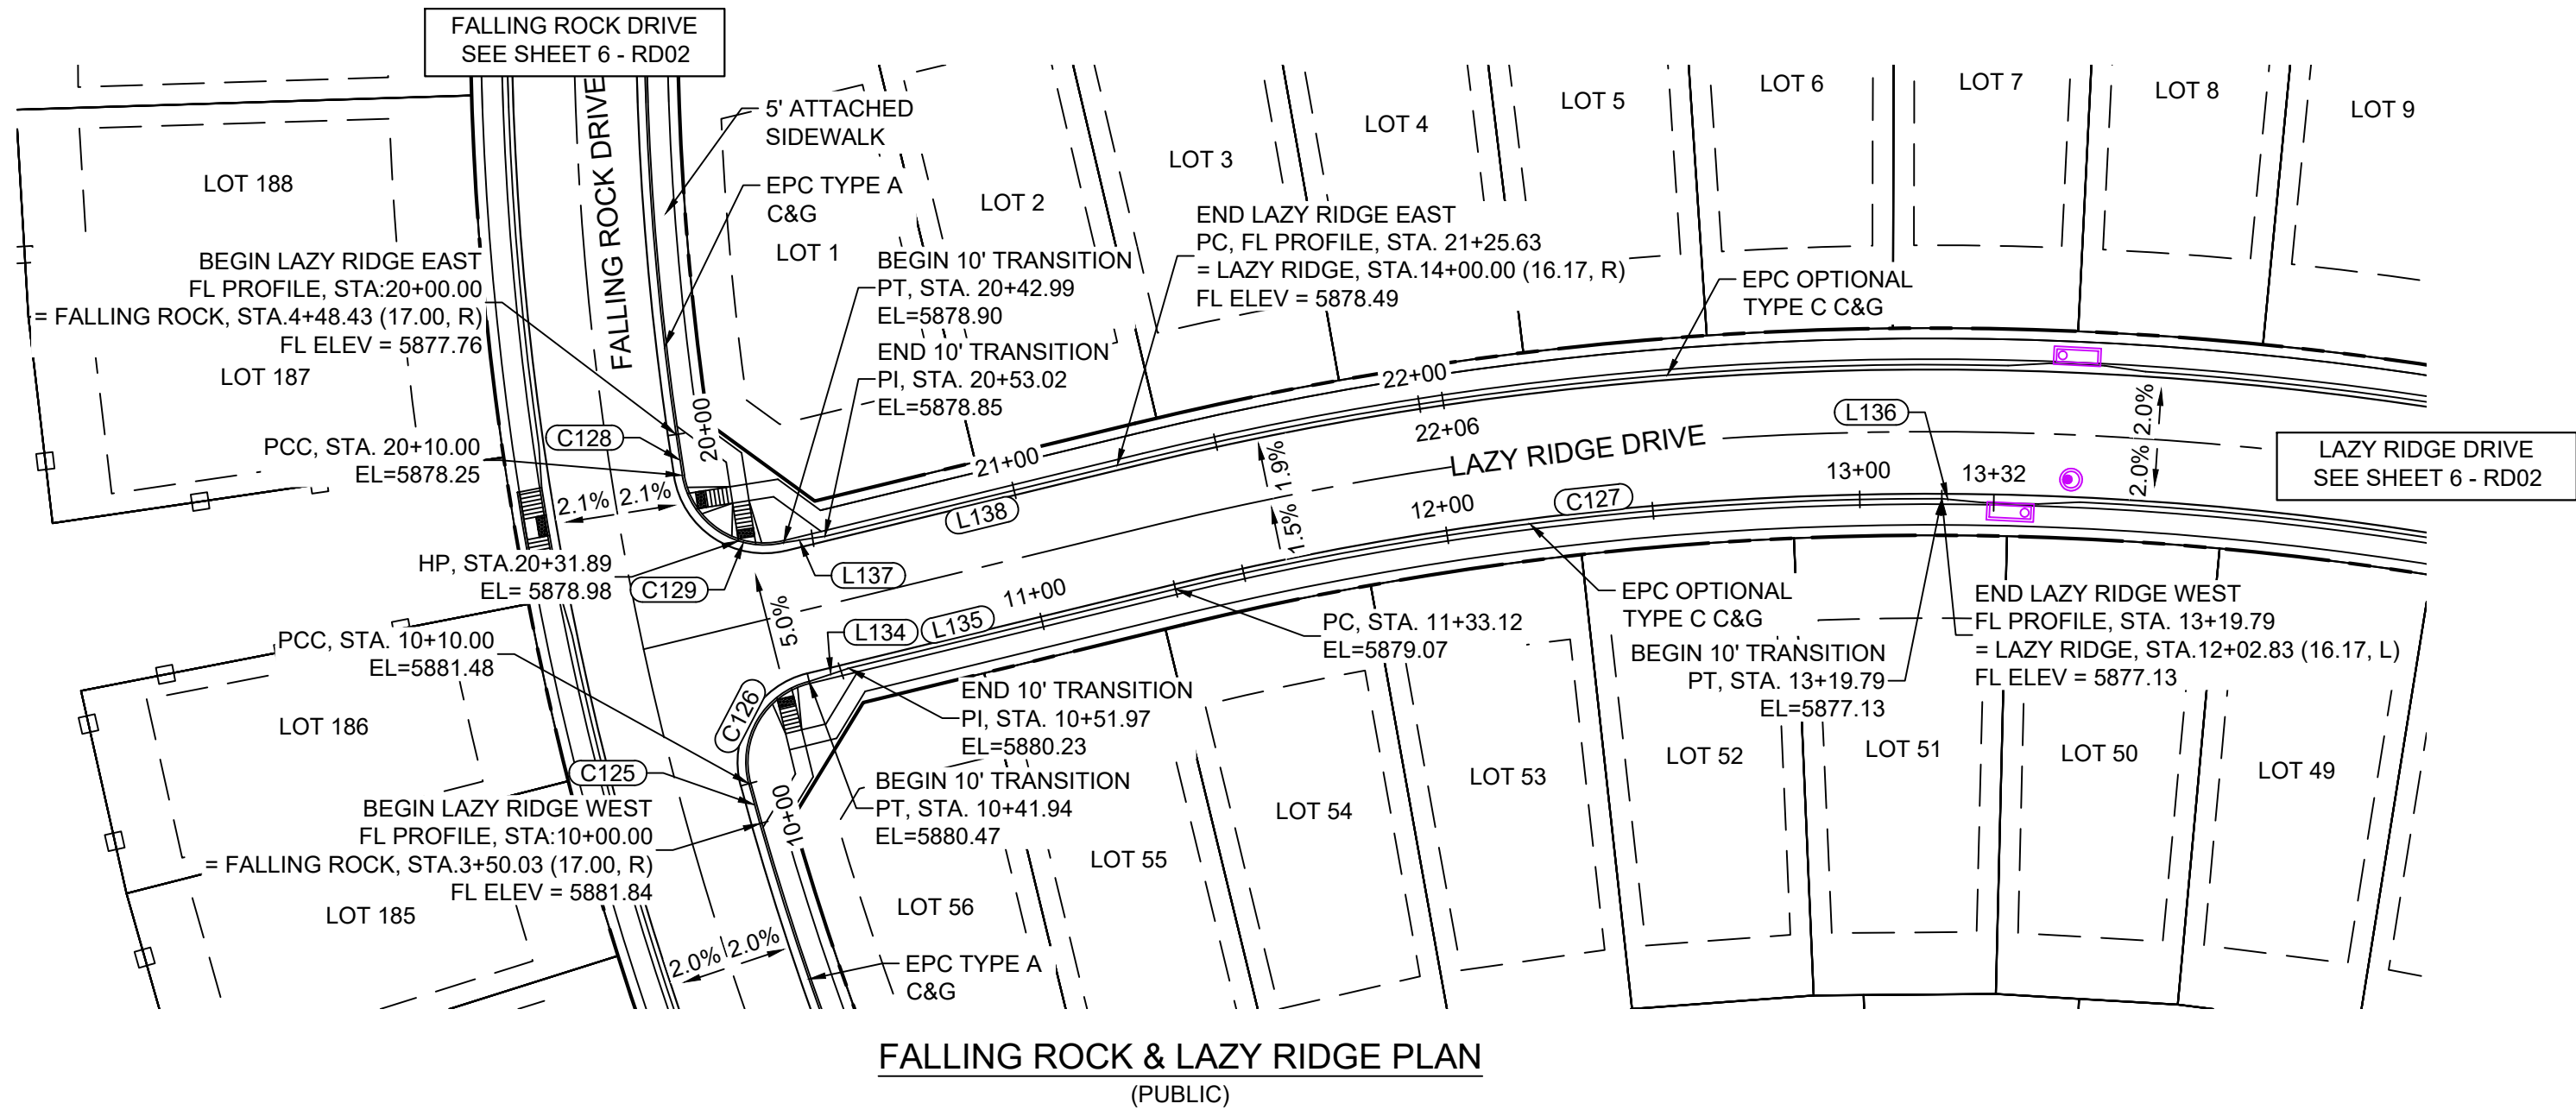 FALLING ROCK DRIVE
SEE SHEET 6 - RD02
FALLING ROCK DRIVE
5' ATTACHED
SIDEWALK
EPC TYPE A
C&G
LOT 188
LOT 187
LOT 186
LOT 185
LOT 1
LOT 2
LOT 3
LOT 4
LOT 5
LOT 6
LOT 7
LOT 8
LOT 9
BEGIN LAZY RIDGE EAST
FL PROFILE, STA:20+00.00
= FALLING ROCK, STA.4+48.43 (17.00, R)
FL ELEV = 5877.76
BEGIN 10' TRANSITION
PT, STA. 20+42.99
EL=5878.90
END 10' TRANSITION
PI, STA. 20+53.02
EL=5878.85
END LAZY RIDGE EAST
PC, FL PROFILE, STA. 21+25.63
= LAZY RIDGE, STA.14+00.00 (16.17, R)
FL ELEV = 5878.49
EPC OPTIONAL
TYPE C C&G
PCC, STA. 20+10.00
EL=5878.25
C128
20+00
2.1%
2.1%
HP, STA.20+31.89
EL= 5878.98
C129
L137
L138
21+00
22+00
22+06
LAZY RIDGE DRIVE
1.9%
1.5%
12+00
C127
13+00
L136
13+32
2.0%
2.0%
LAZY RIDGE DRIVE
SEE SHEET 6 - RD02
5.0%
11+00
L134
L135
PCC, STA. 10+10.00
EL=5881.48
C126
C125
10+00
PC, STA. 11+33.12
EL=5879.07
EPC OPTIONAL
TYPE C C&G
BEGIN 10' TRANSITION
PT, STA. 13+19.79
EL=5877.13
END LAZY RIDGE WEST
FL PROFILE, STA. 13+19.79
= LAZY RIDGE, STA.12+02.83 (16.17, L)
FL ELEV = 5877.13
END 10' TRANSITION
PI, STA. 10+51.97
EL=5880.23
BEGIN 10' TRANSITION
PT, STA. 10+41.94
EL=5880.47
BEGIN LAZY RIDGE WEST
FL PROFILE, STA:10+00.00
= FALLING ROCK, STA.3+50.03 (17.00, R)
FL ELEV = 5881.84
2.0%
2.0%
EPC TYPE A
C&G
LOT 56
LOT 55
LOT 54
LOT 53
LOT 52
LOT 51
LOT 50
LOT 49
FALLING ROCK & LAZY RIDGE PLAN
(PUBLIC)